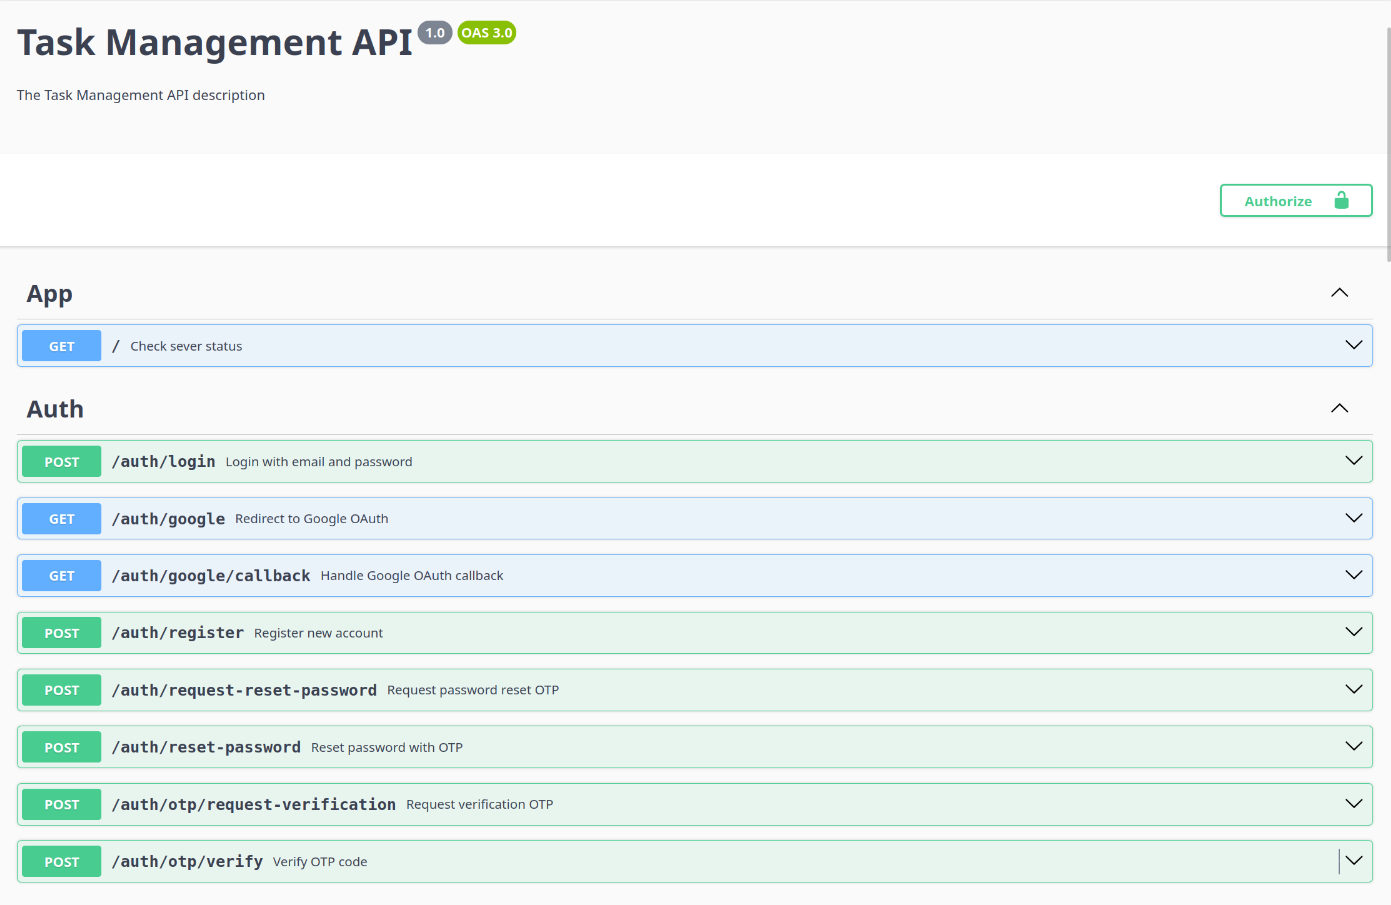 Task Management API 1.0 OAS 3.0
The Task Management API description
Authorize
App
GET / Check sever status
Auth
POST /auth/login Login with email and password
GET /auth/google Redirect to Google OAuth
GET /auth/google/callback Handle Google OAuth callback
POST /auth/register Register new account
POST /auth/request-reset-password Request password reset OTP
POST /auth/reset-password Reset password with OTP
POST /auth/otp/request-verification Request verification OTP
POST /auth/otp/verify Verify OTP code